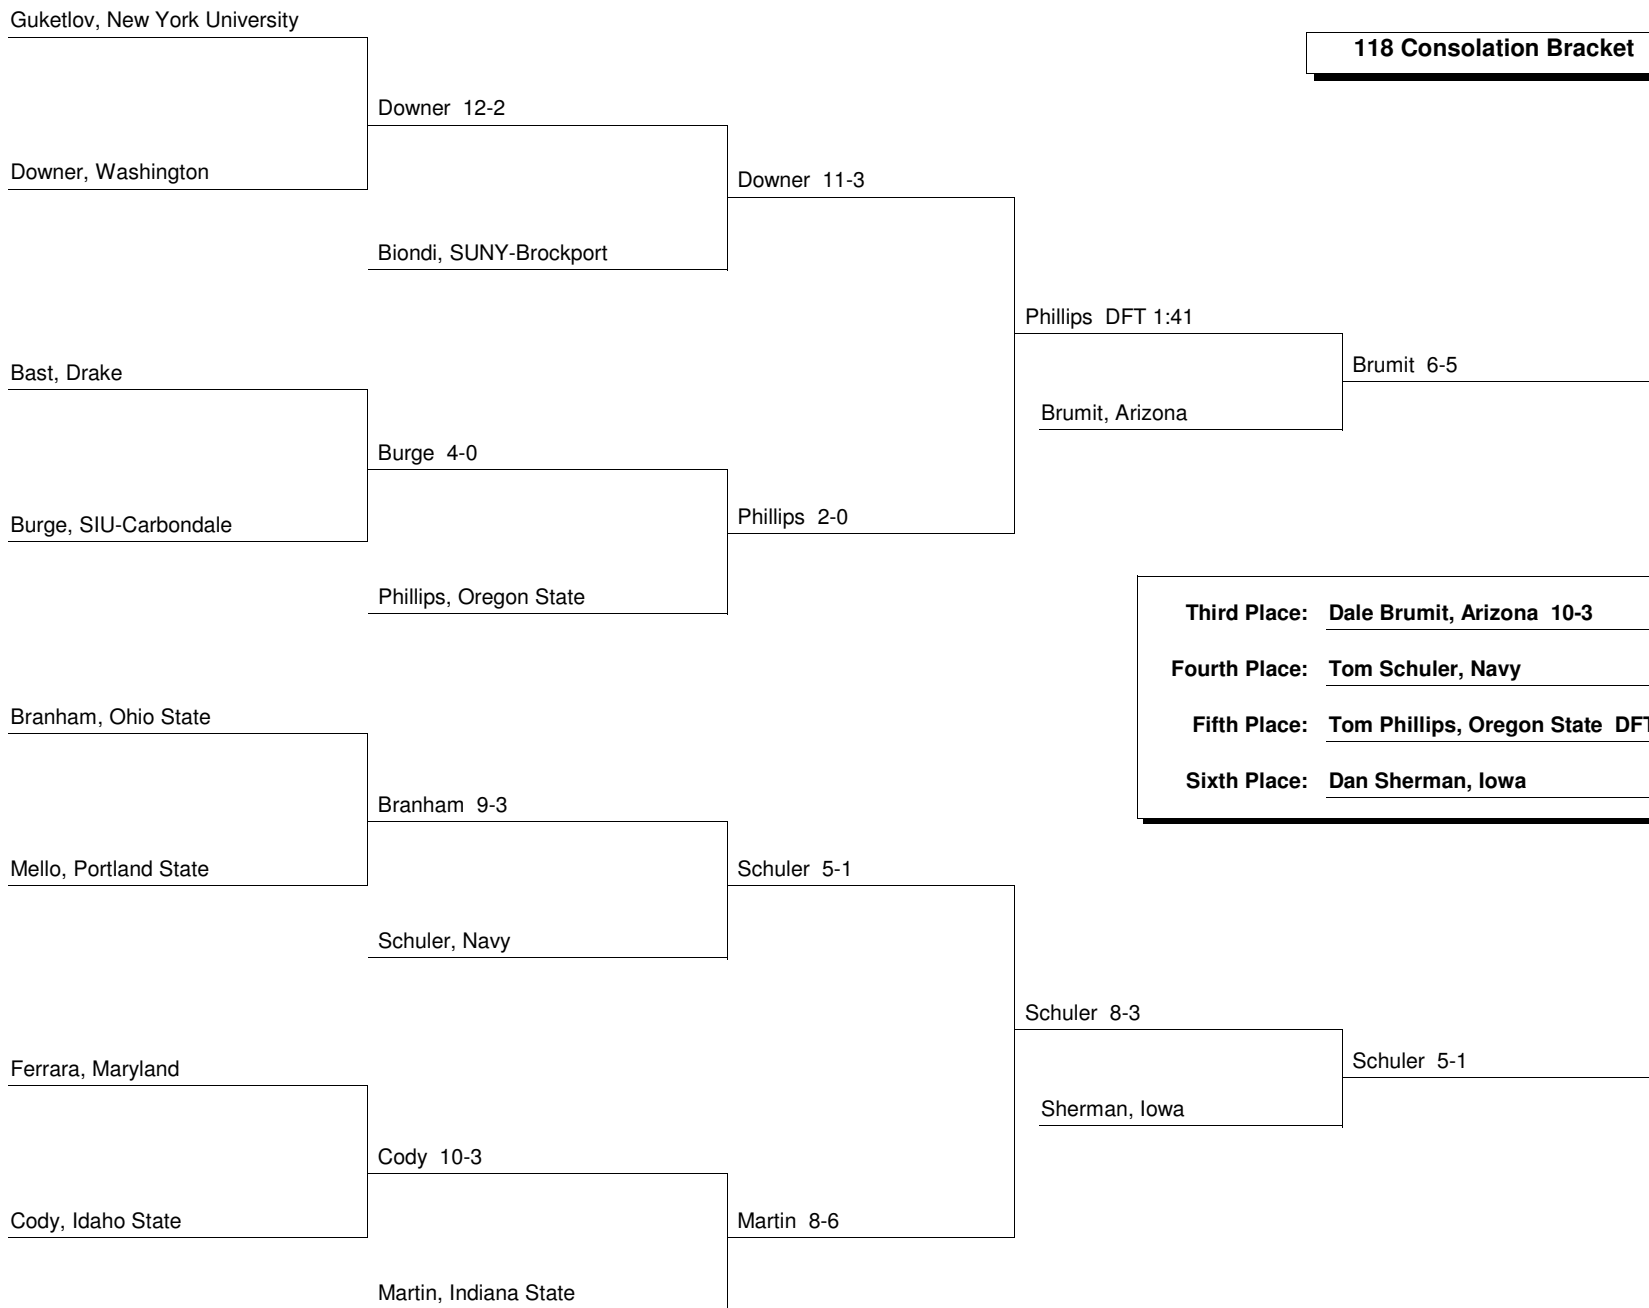 Guketlov, New York University
118 Consolation Bracket
Downer 12-2
Downer, Washington
Downer 11-3
Biondi, SUNY-Brockport
Phillips DFT 1:41
Brumit 6-5
Bast, Drake
Brumit, Arizona
Burge 4-0
Phillips 2-0
Burge, SIU-Carbondale
Phillips, Oregon State
Third Place: Dale Brumit, Arizona 10-3
Fourth Place: Tom Schuler, Navy
Branham, Ohio State
Fifth Place: Tom Phillips, Oregon State DFT
Sixth Place: Dan Sherman, Iowa
Branham 9-3
Mello, Portland State
Schuler 5-1
Schuler, Navy
Schuler 8-3
Ferrara, Maryland
Schuler 5-1
Sherman, Iowa
Cody 10-3
Cody, Idaho State
Martin 8-6
Martin, Indiana State